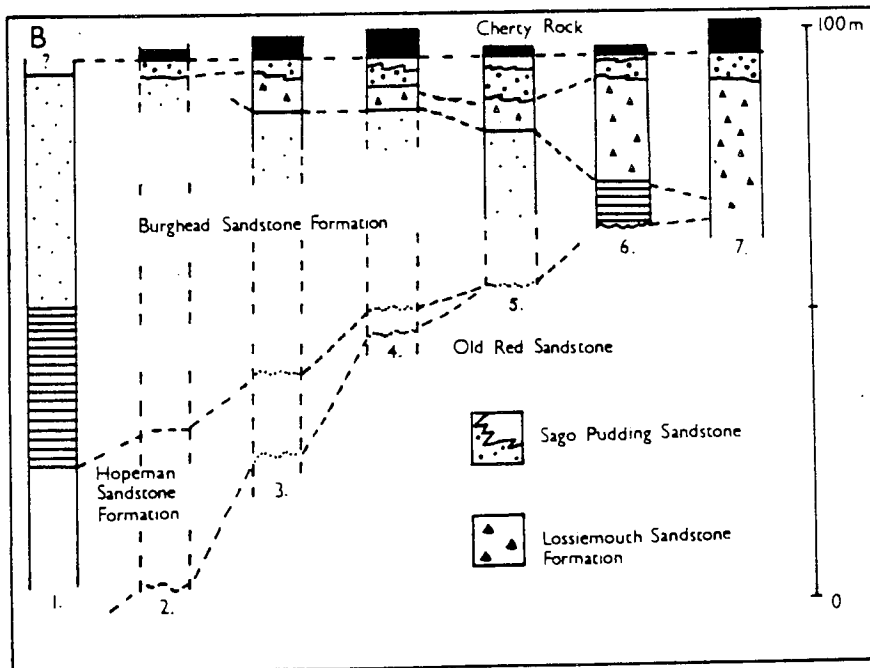 B
Cherty Rock
100m
?
Burghead Sandstone Formation
7.
6.
5.
4.
Old Red Sandstone
Sago Pudding Sandstone
Hopeman
Sandstone
Formation
3.
Lossiemouth Sandstone
Formation
1.
2.
0